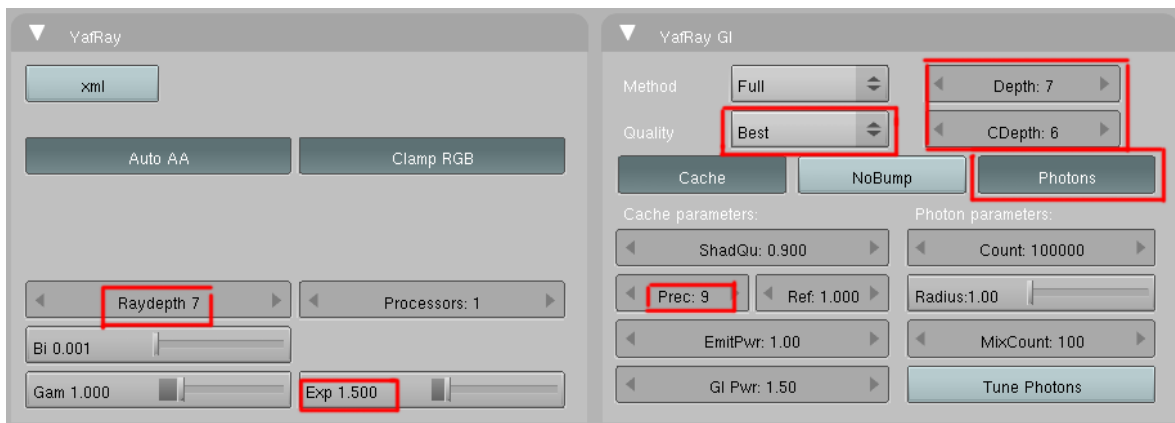 YafRay
xml
Auto AA Clamp RGB
Raydepth 7 Processors: 1
Bi 0.001
Gam 1.000 Exp 1.500
YafRay GI
Method Full Depth: 7
Quality Best CDepth: 6
Cache NoBump Photons
Cache parameters: Photon parameters:
ShadQu: 0.900 Count: 100000
Prec: 9 Ref: 1.000 Radius:1.00
EmitPwr: 1.00 MixCount: 100
GI Pwr: 1.50 Tune Photons